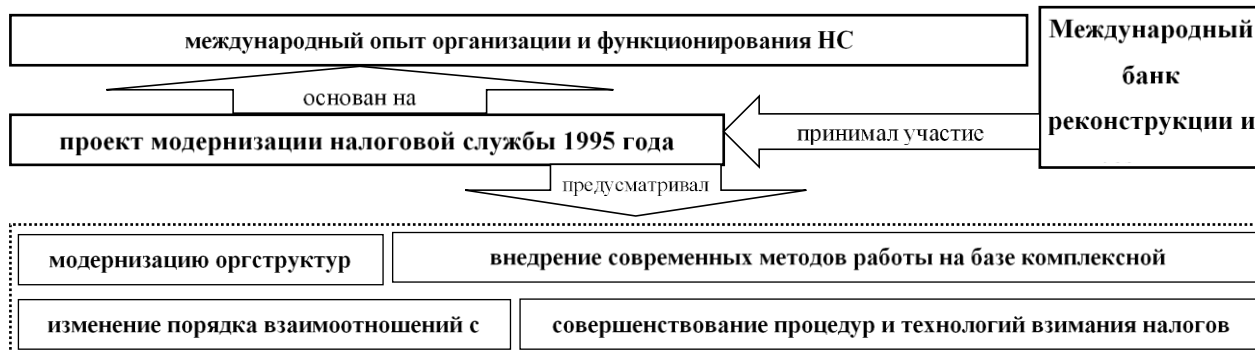 международный опыт организации и функционирования НС
Международный
банк
реконструкции и
основан на
проект модернизации налоговой службы 1995 года
принимал участие
предусматривал
модернизацию оргструктур
внедрение современных методов работы на базе комплексной
изменение порядка взаимоотношений с
совершенствование процедур и технологий взимания налогов